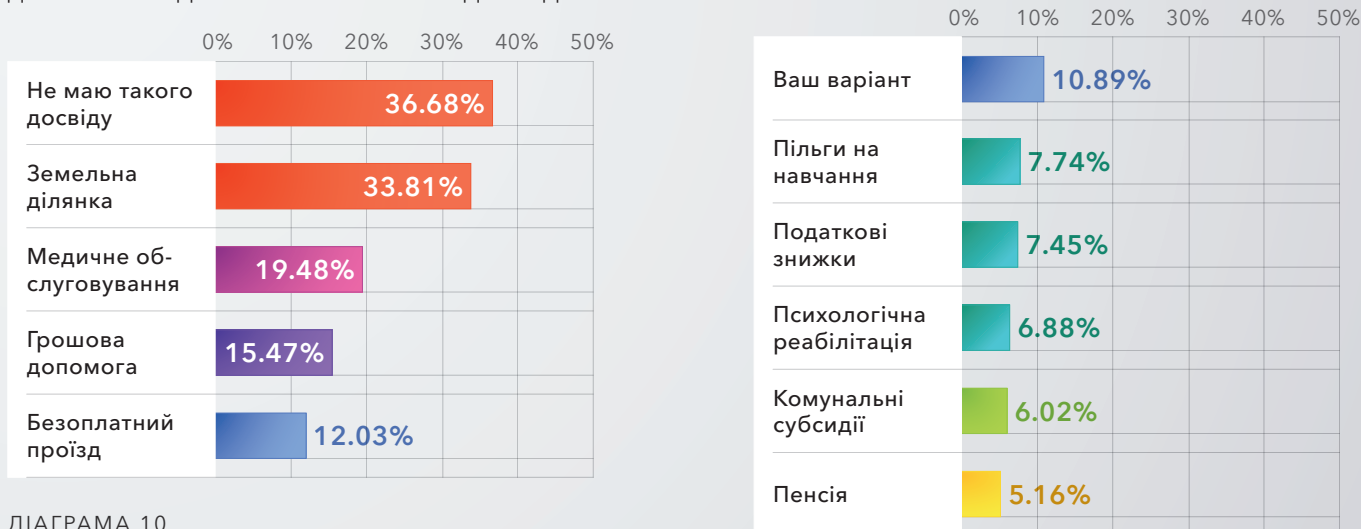 0% 10% 20% 30% 40% 50%
Не маю такого
досвіду
36.68%
Земельна
ділянка
33.81%
Медичне об-
слуговування
19.48%
Грошова
допомога
15.47%
Безоплатний
проїзд
12.03%
ДІАГРАМА 10
0% 10% 20% 30% 40% 50%
Ваш варіант
10.89%
Пільги на
навчання
7.74%
Податкові
знижки
7.45%
Психологічна
реабілітація
6.88%
Комунальні
субсидії
6.02%
Пенсія
5.16%